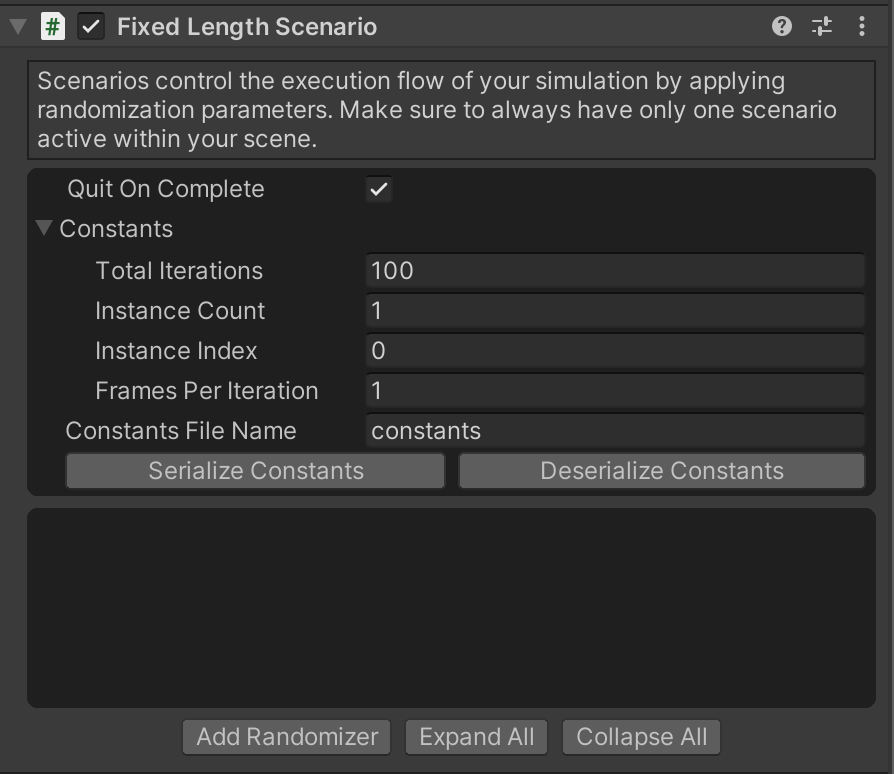 # Fixed Length Scenario
Scenarios control the execution flow of your simulation by applying
randomization parameters. Make sure to always have only one scenario
active within your scene.
Quit On Complete
Constants
Total Iterations 100
Instance Count 1
Instance Index 0
Frames Per Iteration 1
Constants File Name constants
Serialize Constants Deserialize Constants
Add Randomizer Expand All Collapse All